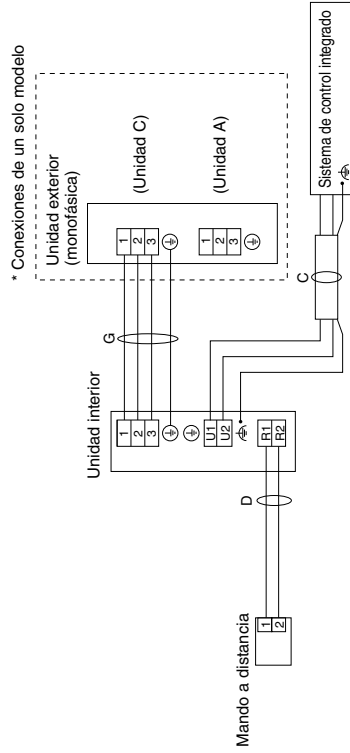 * Conexiones de un solo modelo
Unidad exterior
(monofásica)
(Unidad C)
1
2
3
(Unidad A)
1
2
3
G
Unidad interior
1
2
3
U1
U2
R1
R2
Sistema de control integrado
C
D
Mando a distancia
1
2